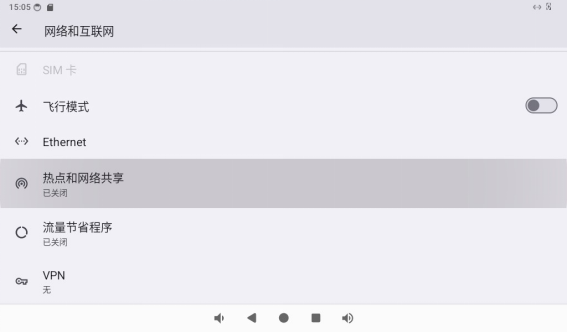 15:05
网络和互联网
SIM 卡
飞行模式
Ethernet
热点和网络共享
已关闭
流量节省程序
已关闭
VPN
无